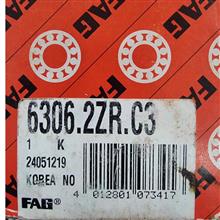 FAG
6306.2ZR.C3
1 K
24051219
KOREA NO
FAG
4 012801 073417